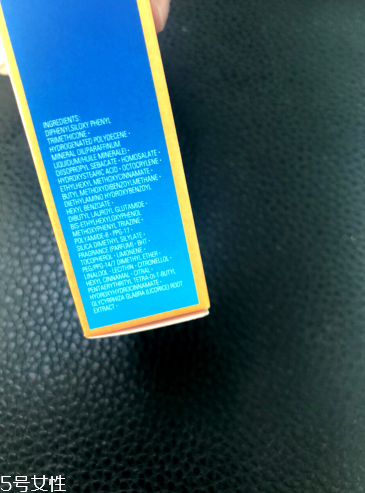 INGREDIENTS:
DIPHENYLSILOXY PHENYL
TRIMETHICONE •
HYDROGENATED POLYDECENE •
MINERAL OIL/PARAFFINUM
LIQUIDUM/HUILE MINERALE) •
DIISOPROPYL SEBACATE • HOMOSALATE •
HYDROXYSTEARIC ACID • OCTOCRYLENE •
ETHYLHEXYL METHOXYCINNAMATE •
BUTYL METHOXYDIBENZOYLMETHANE •
DIETHYLAMINO HYDROXYBENZOYL
HEXYL BENZOATE •
DIBUTYL LAUROYL GLUTAMIDE •
BIS-ETHYLHEXYLOXYPHENOL
METHOXYPHENYL TRIAZINE •
POLYAMIDE-8 • PPG-17 •
SILICA DIMETHYL SILYLATE •
FRAGRANCE (PARFUM) • BHT •
TOCOPHEROL • LIMONENE •
PEG/PPG-14/7 DIMETHYL ETHER •
LINALOOL • LECITHIN • CITRONELLOL •
HEXYL CINNAMAL • CITRAL •
PENTAERYTHRITYL TETRA-DI-T-BUTYL
HYDROXYHYDROCINNAMATE •
GLYCYRRHIZA GLABRA (LICORICE) ROOT
EXTRACT •
5号女性